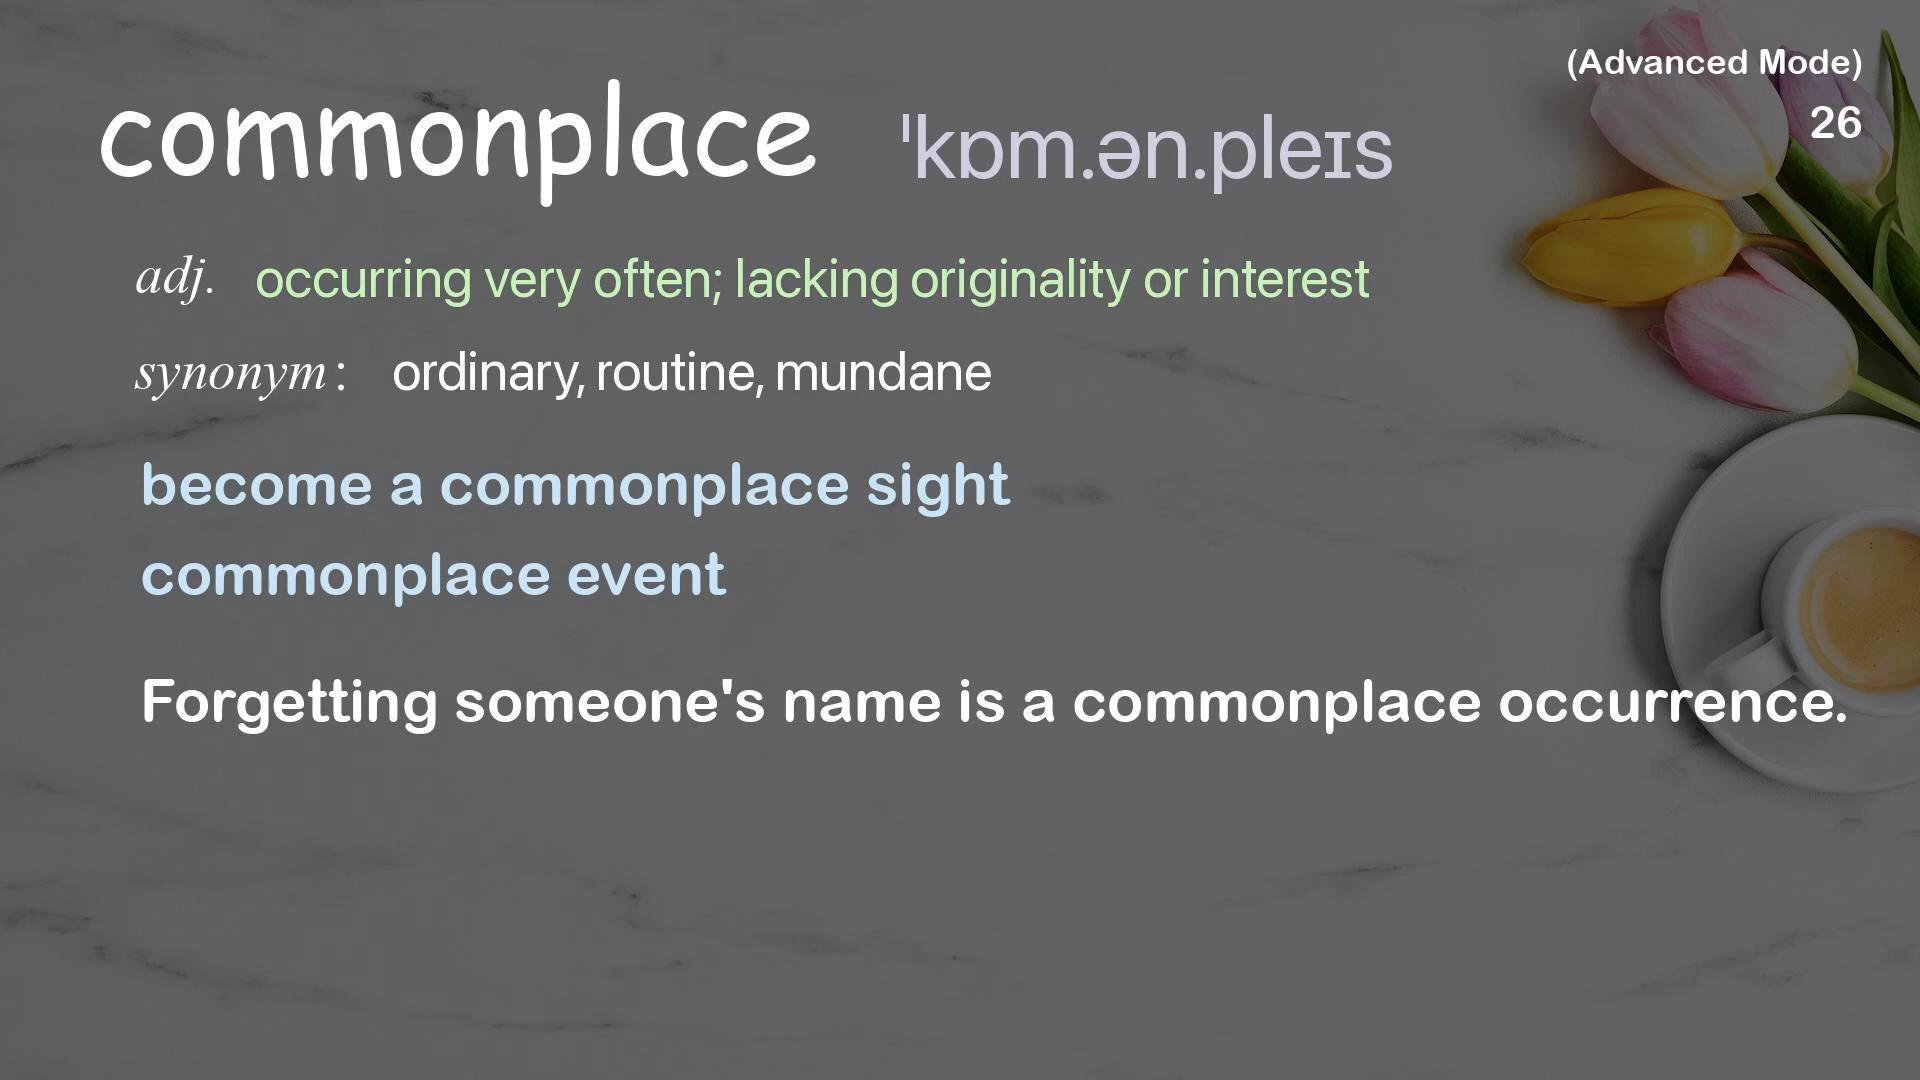 (Advanced Mode)
26
commonplace ˈkɒm.ən.pleɪs
adj. occurring very often; lacking originality or interest
synonym: ordinary, routine, mundane
become a commonplace sight
commonplace event
Forgetting someone's name is a commonplace occurrence.